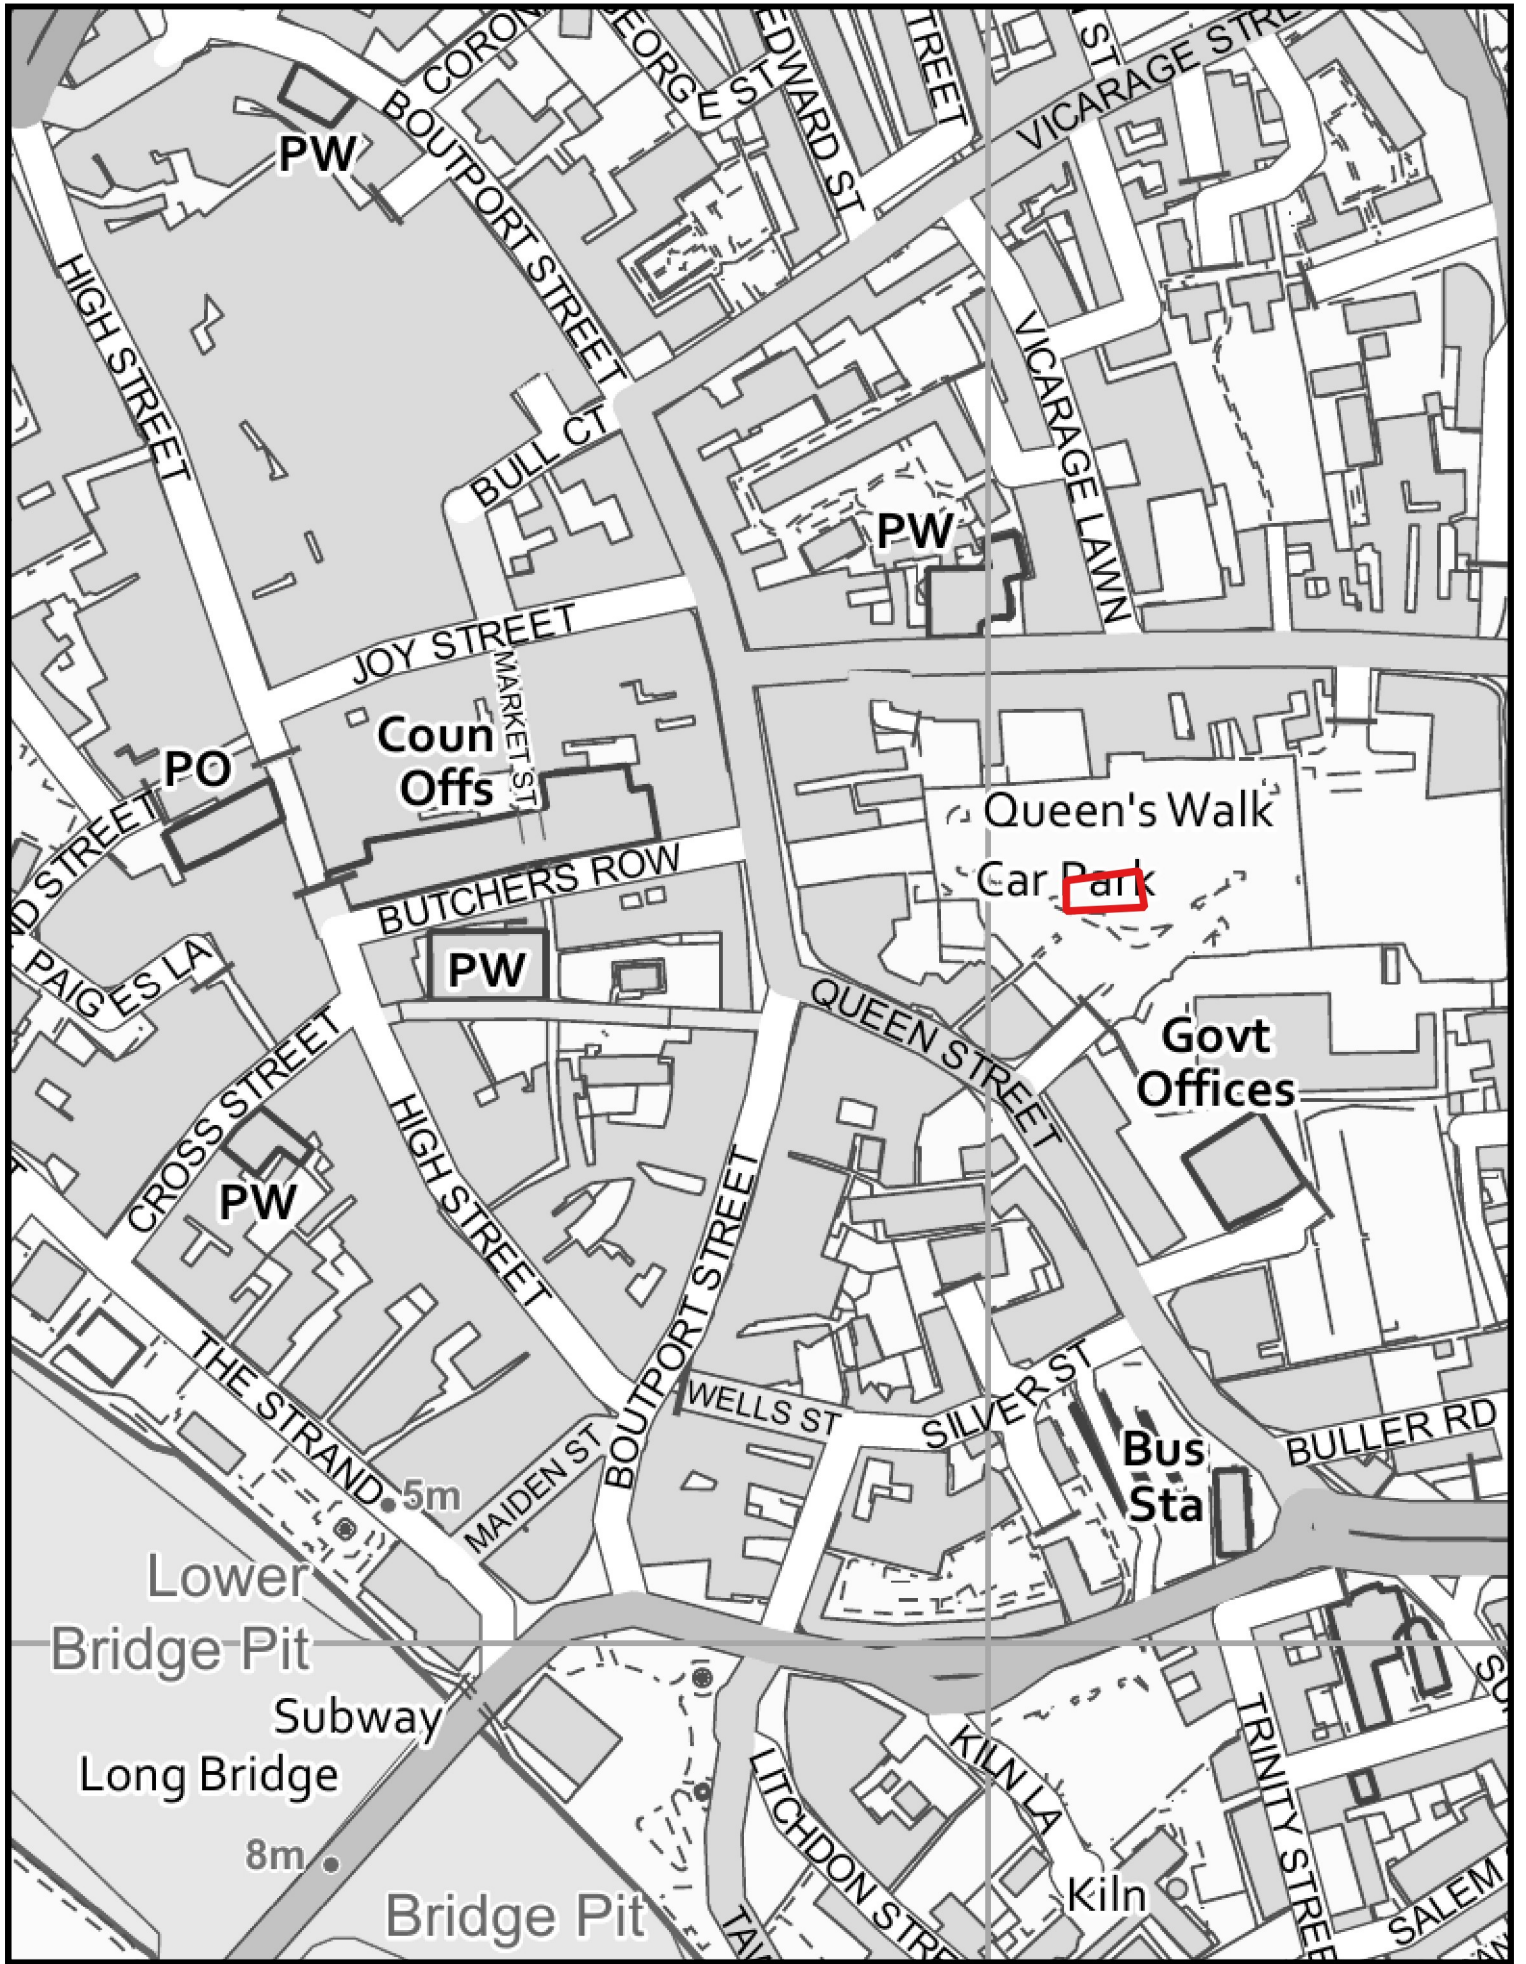 CORON
GEORGE ST
EDWARD ST
TREET
ST
VICARAGE STRE
PW
BOUTPORT STREET
HIGH STREET
VICARAGE LAWN
BULL CT
PW
JOY STREET
MARKET ST
Coun
Offs
PO
Queen's Walk
Car Park
ND STREET
BUTCHERS ROW
PAIGES LA
PW
QUEEN STREET
Govt
Offices
CROSS STREET
HIGH STREET
PW
BOUTPORT STREET
THE STRAND
WELLS ST
SILVER ST
BULLER RD
Bus
Sta
MAIDEN ST
5m
Lower
Bridge Pit
Subway
Long Bridge
KILN LA
TRINITY STREE
SU
LITCHDON STRE
8m
Kiln
Bridge Pit
TAW
SALEM